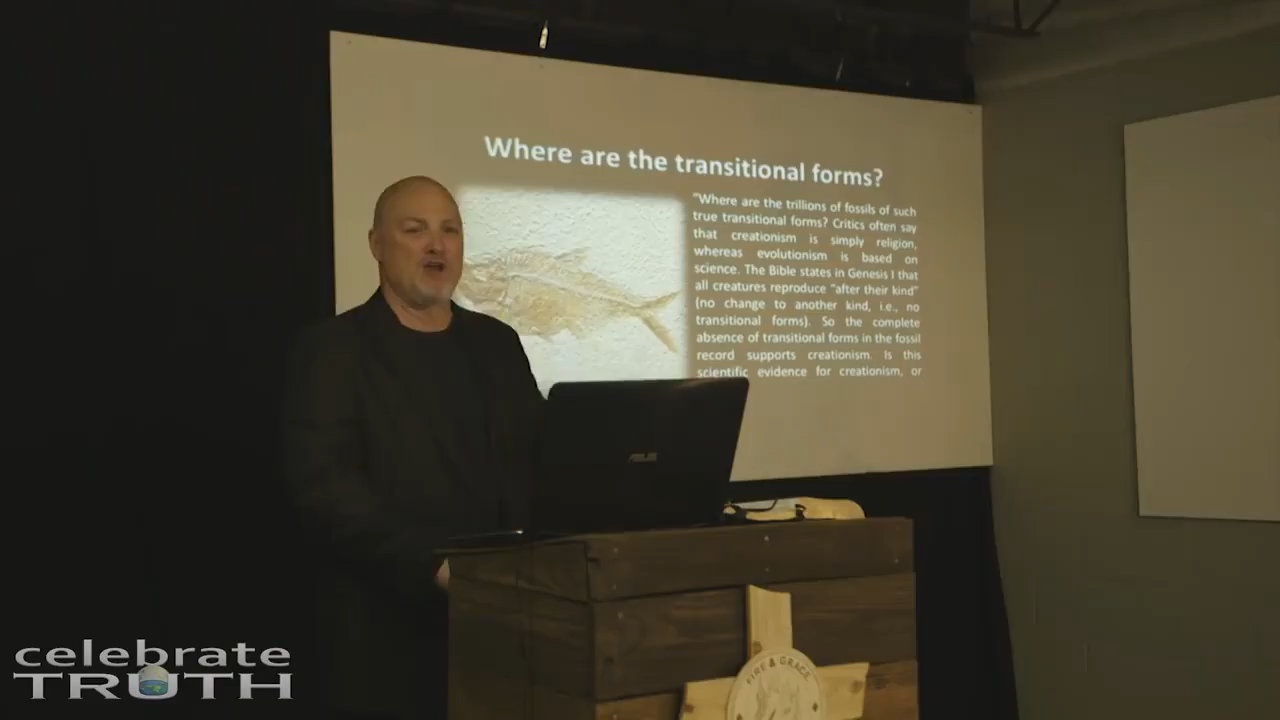 Where are the transitional forms?
"Where are the trillions of fossils of such
true transitional forms? Critics often say
that creationism is simply religion,
whereas evolutionism is based on
science. The Bible states in Genesis I that
all creatures reproduce "after their kind"
(no change to another kind, i.e., no
transitional forms). So the complete
absence of transitional forms in the fossil
record supports creationism. Is this
scientific evidence for creationism, or
ASUS
FIRE & GRACE
celebrate
TRUTH